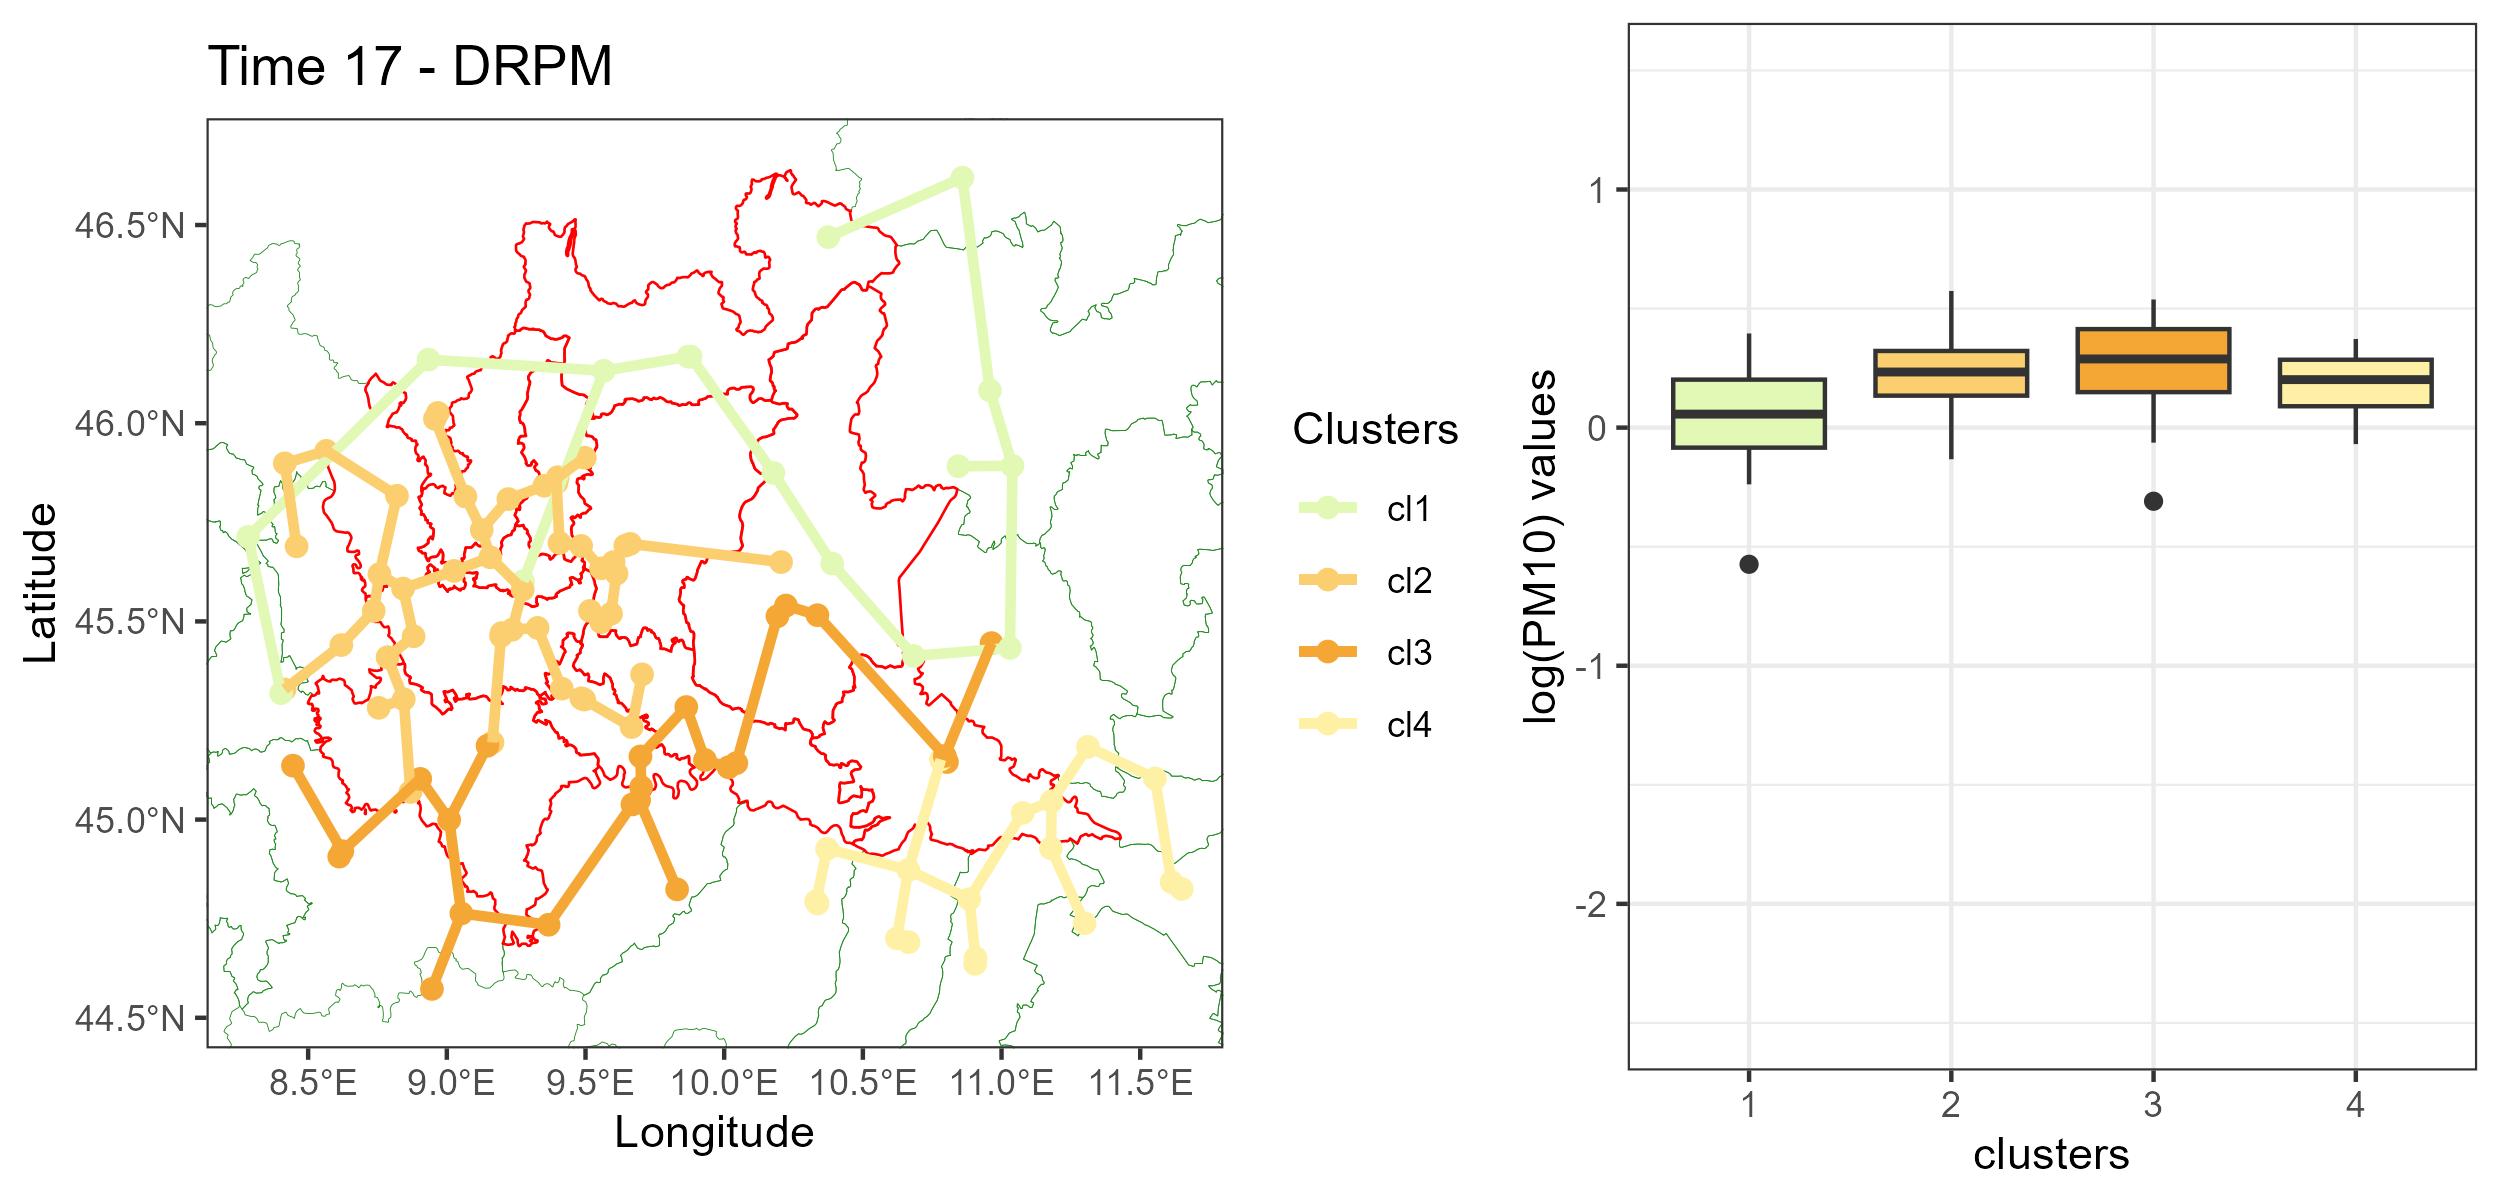 Time 17 - DRPM
46.5°N
46.0°N
45.5°N
45.0°N
44.5°N
Latitude
8.5°E 9.0°E 9.5°E 10.0°E 10.5°E 11.0°E 11.5°E
Longitude
Clusters
cl1
cl2
cl3
cl4
log(PM10) values
1
0
-1
-2
1 2 3 4
clusters